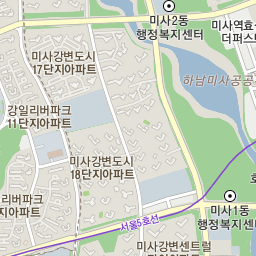 미사2동
행정복지센터
미사역효
더퍼스트
미사강변도시
17단지아파트
하남미사공공
강일리버파크
11단지아파트
미사강변도시
18단지아파트
리버파크
지아파트
미사1동
행정복지센터
호
서울5호선
미사강변센트럴